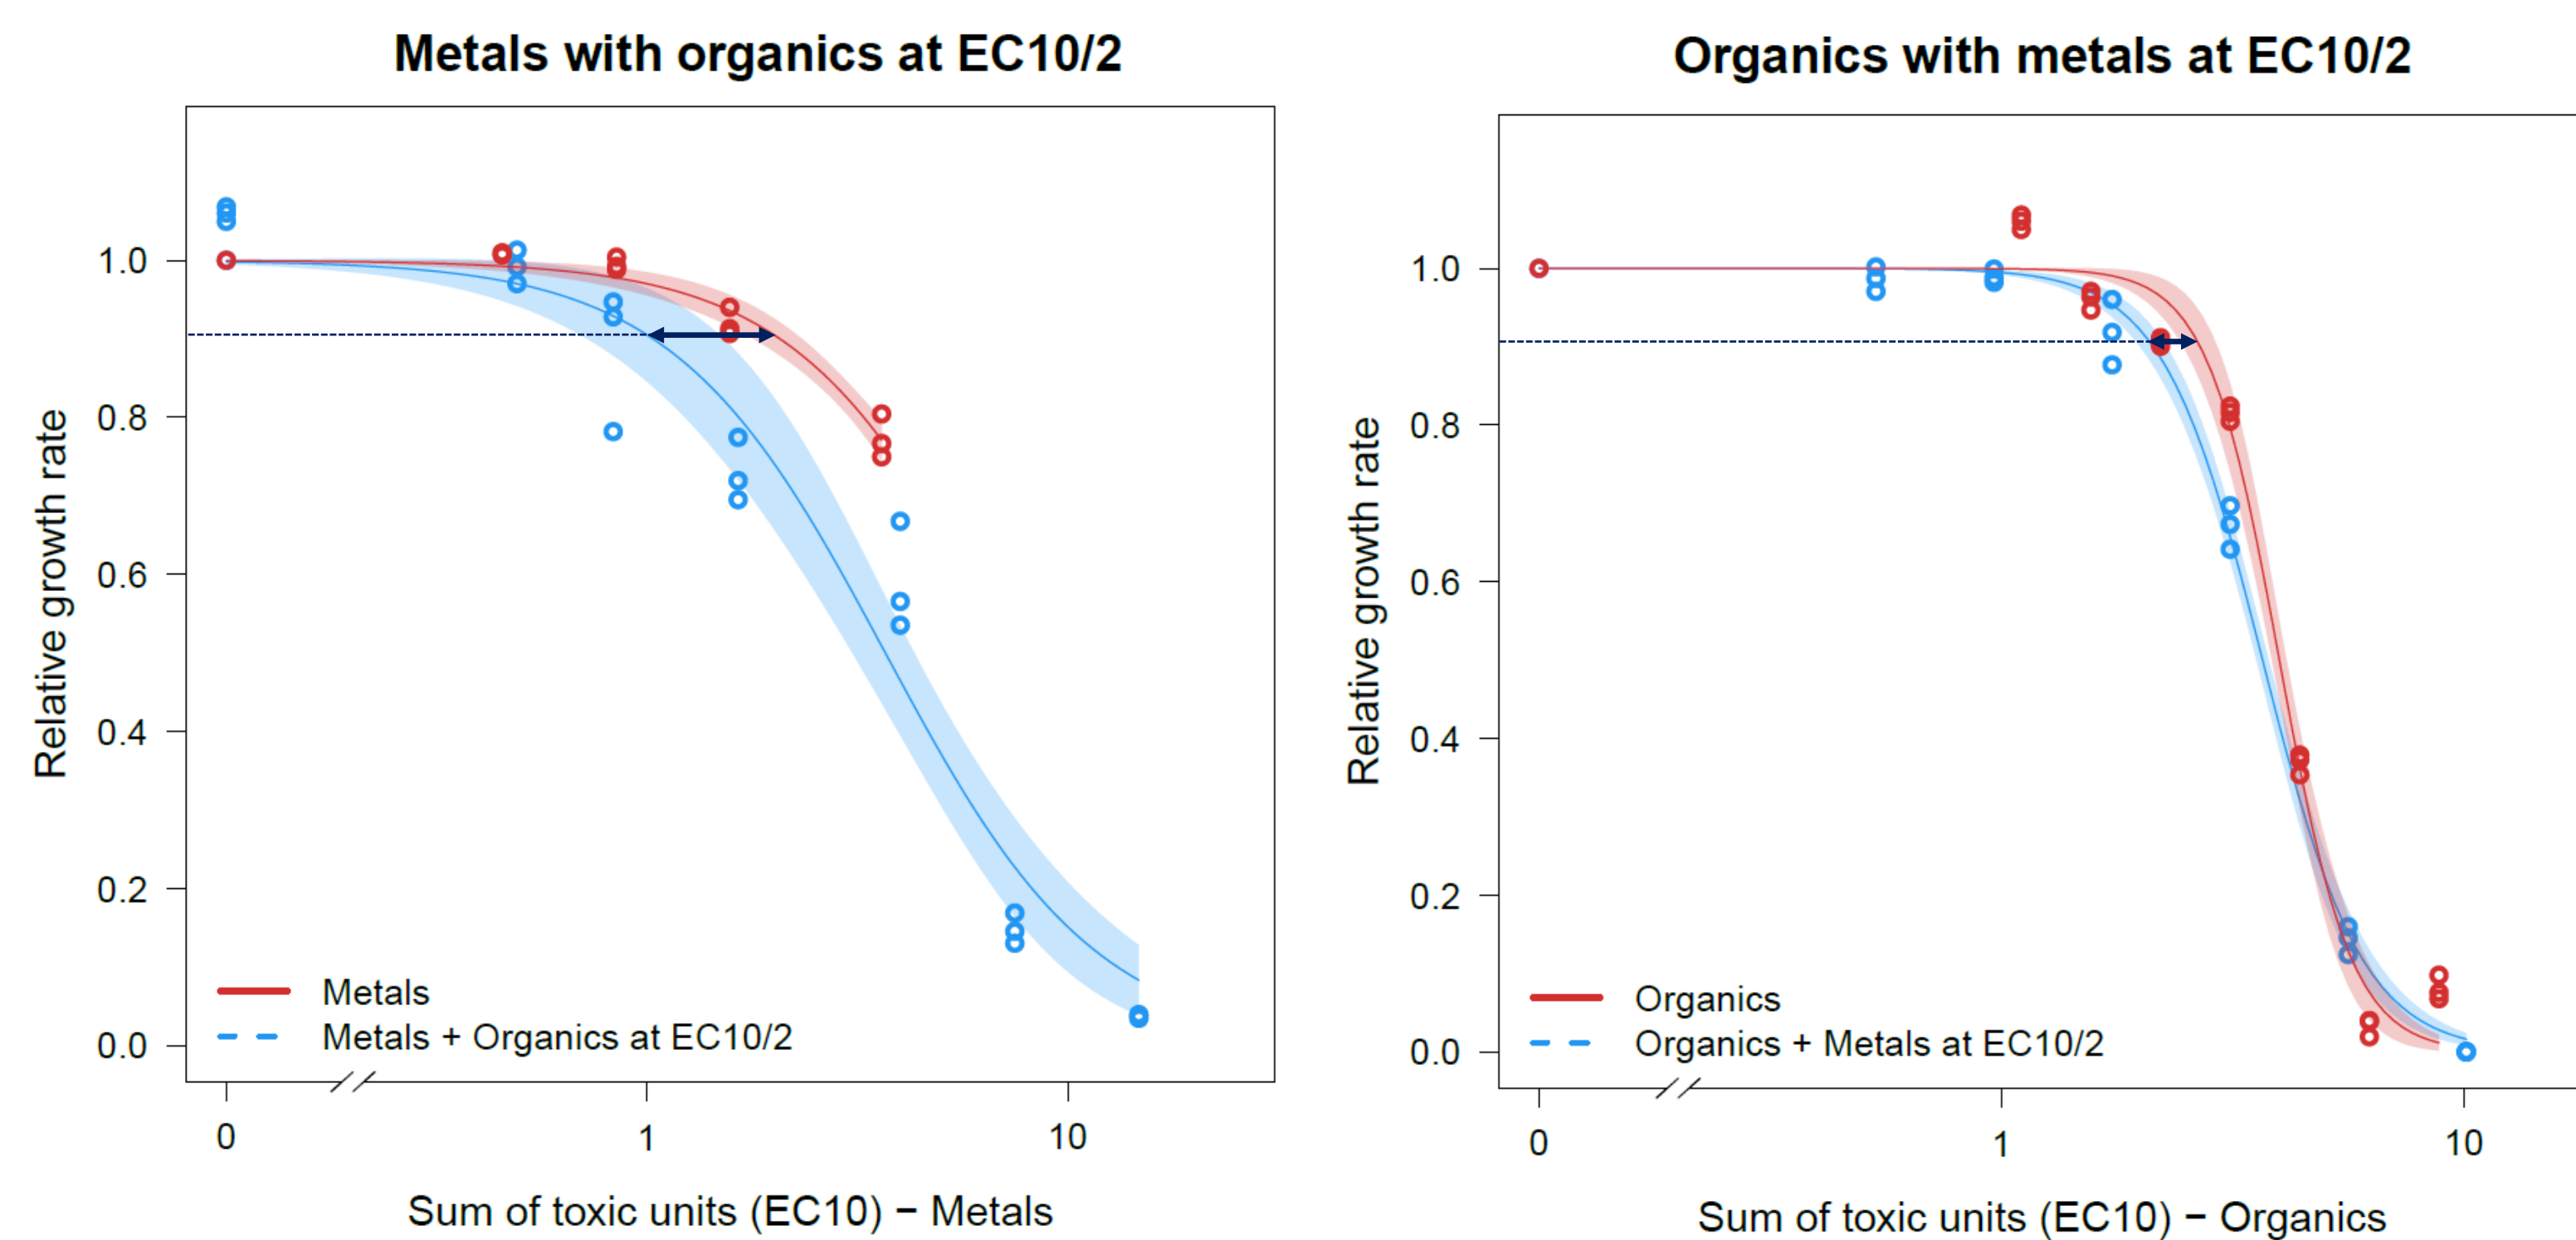 Metals with organics at EC10/2
Relative growth rate
1.0
0.8
0.6
0.4
0.2
0.0
Metals
Metals + Organics at EC10/2
0
1
10
Sum of toxic units (EC10) − Metals
Organics with metals at EC10/2
Relative growth rate
1.0
0.8
0.6
0.4
0.2
0.0
Organics
Organics + Metals at EC10/2
0
1
10
Sum of toxic units (EC10) − Organics